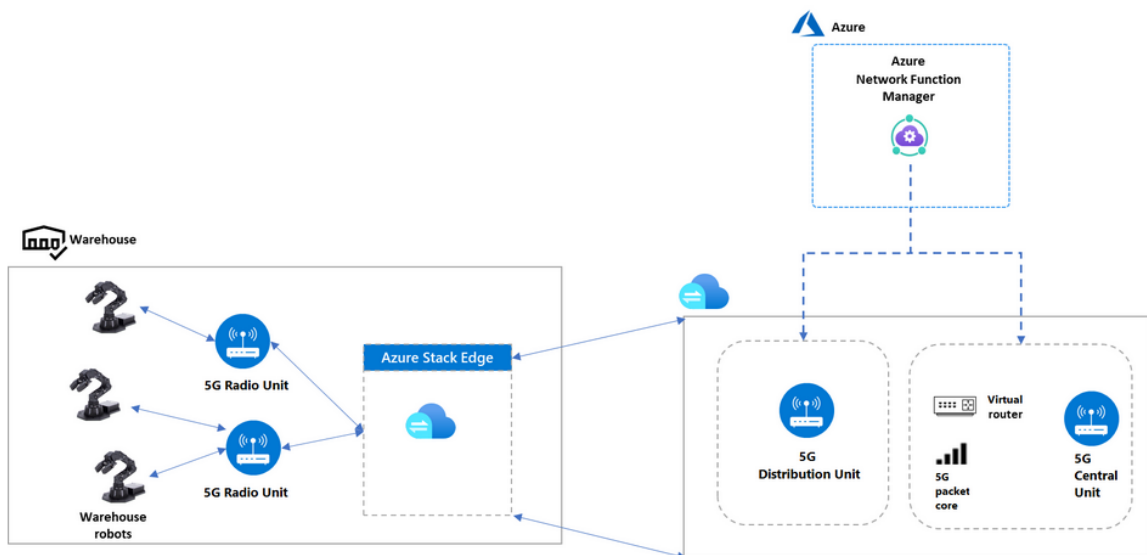 Azure
Azure
Network Function
Manager
Warehouse
5G Radio Unit
5G Radio Unit
Warehouse
robots
Azure Stack Edge
5G
Distribution Unit
Virtual
router
5G
packet
core
5G
Central
Unit